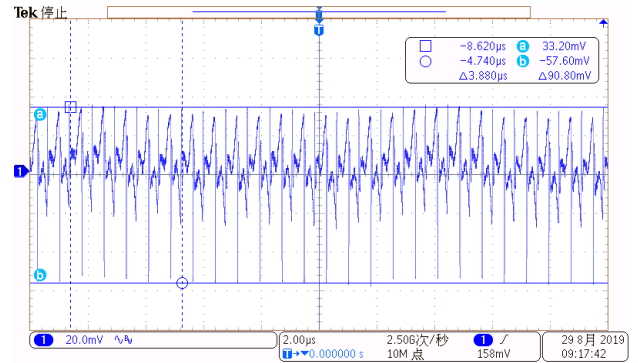 Tek 停止
T
T
−8.620µs a 33.20mV
−4.740µs b −57.60mV
Δ3.880µs Δ90.80mV
a
1
b
1 20.0mV
2.00µs 2.50G次/秒 1 158mV
T→▼0.000000 s 10M 点
29 8月 2019
09:17:42